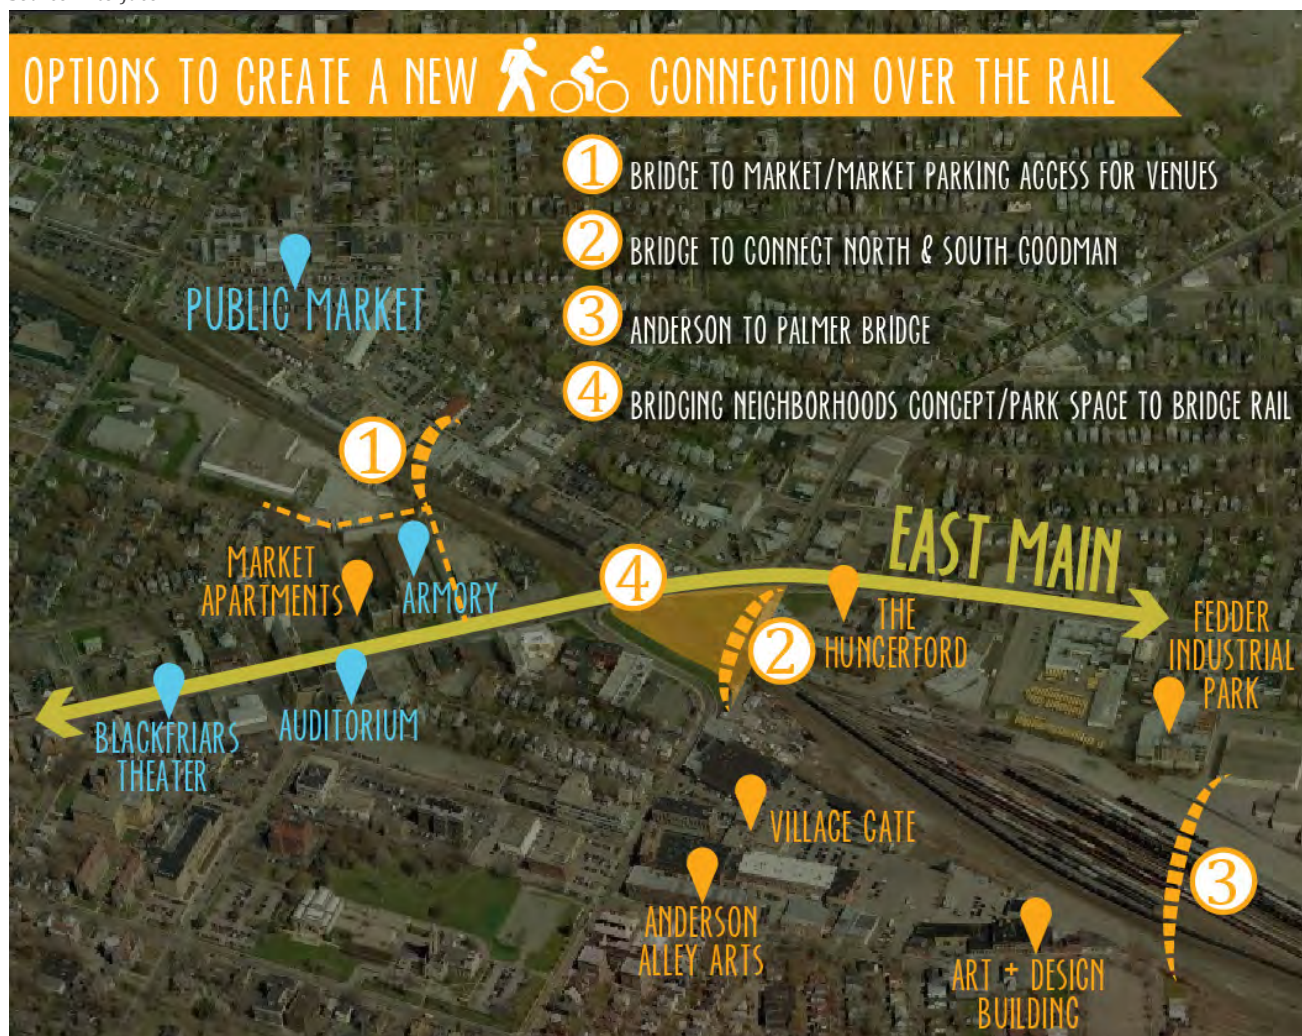 OPTIONS TO CREATE A NEW CONNECTION OVER THE RAIL
1 BRIDGE TO MARKET/MARKET PARKING ACCESS FOR VENUES
2 BRIDGE TO CONNECT NORTH & SOUTH GOODMAN
3 ANDERSON TO PALMER BRIDGE
4 BRIDGING NEIGHBORHOODS CONCEPT/PARK SPACE TO BRIDGE RAIL
PUBLIC MARKET
1
MARKET
APARTMENTS
ARMORY
4
EAST MAIN
2
THE
HUNGERFORD
FEDDER
INDUSTRIAL
PARK
BLACKFRIARS
THEATER
AUDITORIUM
VILLAGE GATE
3
ANDERSON
ALLEY ARTS
ART + DESIGN
BUILDING